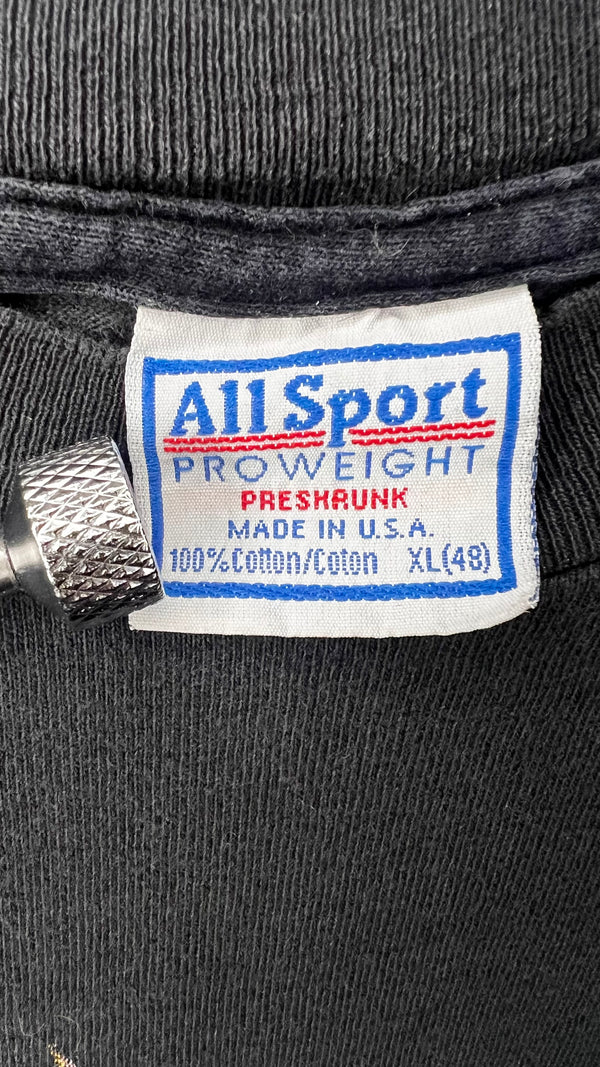 All Sport
PROWEIGHT
PRESHRUNK
MADE IN U.S.A.
100% Cotton/Coton XL(48)